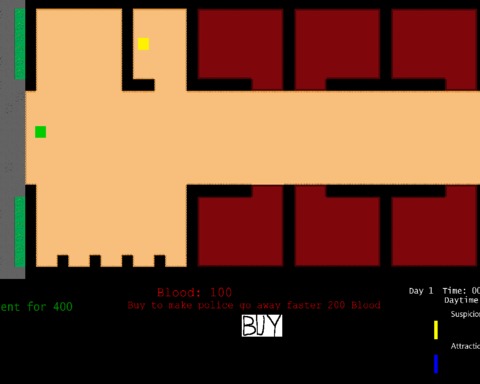 Day 1 Time: 00
Daytime
Blood: 100
Suspicio
ent for 400
Buy to make police go away faster 200 Blood
BUY
Attractio